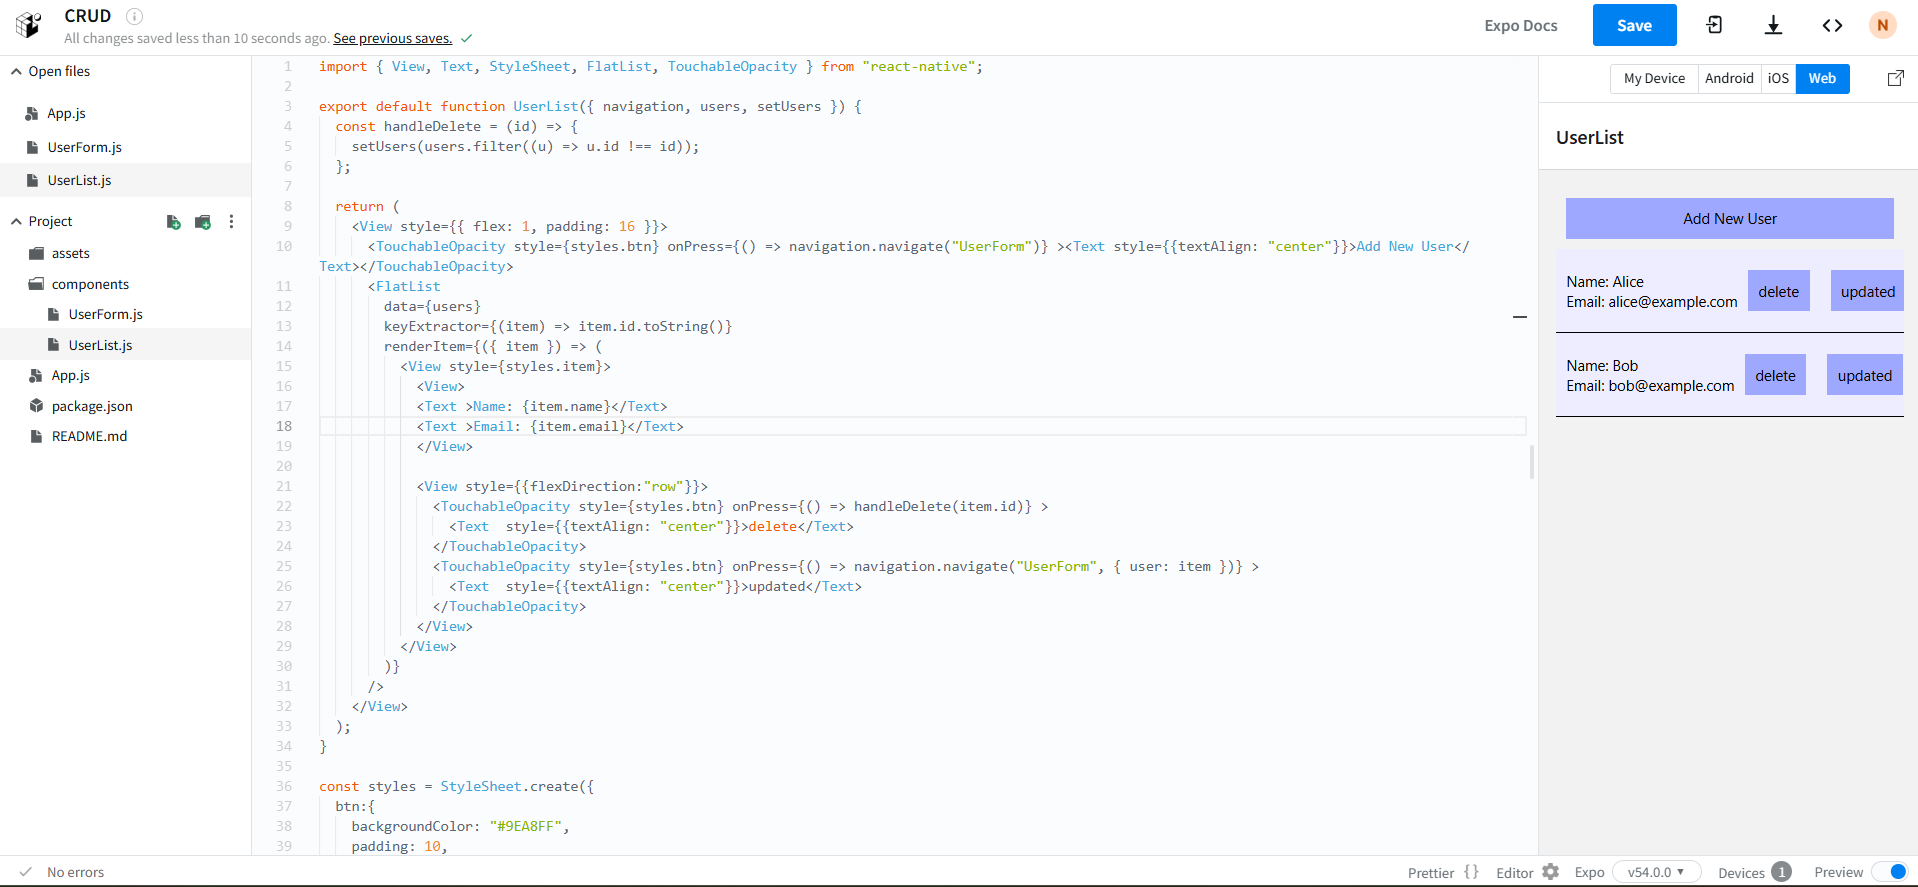 CRUD
All changes saved less than 10 seconds ago. See previous saves.
Expo Docs
Save
N
Open files
App.js
UserForm.js
UserList.js
Project
assets
components
UserForm.js
UserList.js
App.js
package.json
README.md
1 import { View, Text, StyleSheet, FlatList, TouchableOpacity } from "react-native";
2
3 export default function UserList({ navigation, users, setUsers }) {
4 const handleDelete = (id) => {
5 setUsers(users.filter((u) => u.id !== id));
6 };
7
8 return (
9 <View style={{ flex: 1, padding: 16 }}>
10 <TouchableOpacity style={styles.btn} onPress={() => navigation.navigate("UserForm")} ><Text style={{textAlign: "center"}}>Add New User</
Text></TouchableOpacity>
11 <FlatList
12 data={users}
13 keyExtractor={(item) => item.id.toString()}
14 renderItem={({ item }) => (
15 <View style={styles.item}>
16 <View>
17 <Text >Name: {item.name}</Text>
18 <Text >Email: {item.email}</Text>
19 </View>
20
21 <View style={{flexDirection:"row"}}>
22 <TouchableOpacity style={styles.btn} onPress={() => handleDelete(item.id)} >
23 <Text  style={{textAlign: "center"}}>delete</Text>
24 </TouchableOpacity>
25 <TouchableOpacity style={styles.btn} onPress={() => navigation.navigate("UserForm", { user: item })} >
26 <Text  style={{textAlign: "center"}}>updated</Text>
27 </TouchableOpacity>
28 </View>
29 </View>
30 )}
31 />
32 </View>
33 );
34 }
35
36 const styles = StyleSheet.create({
37 btn:{
38 backgroundColor: "#9EA8FF",
39 padding: 10,
My Device
Android
iOS
Web
UserList
Add New User
Name: Alice
Email: alice@example.com
delete
updated
Name: Bob
Email: bob@example.com
delete
updated
No errors
Prettier {}
Editor
Expo
v54.0.0
Devices 1
Preview